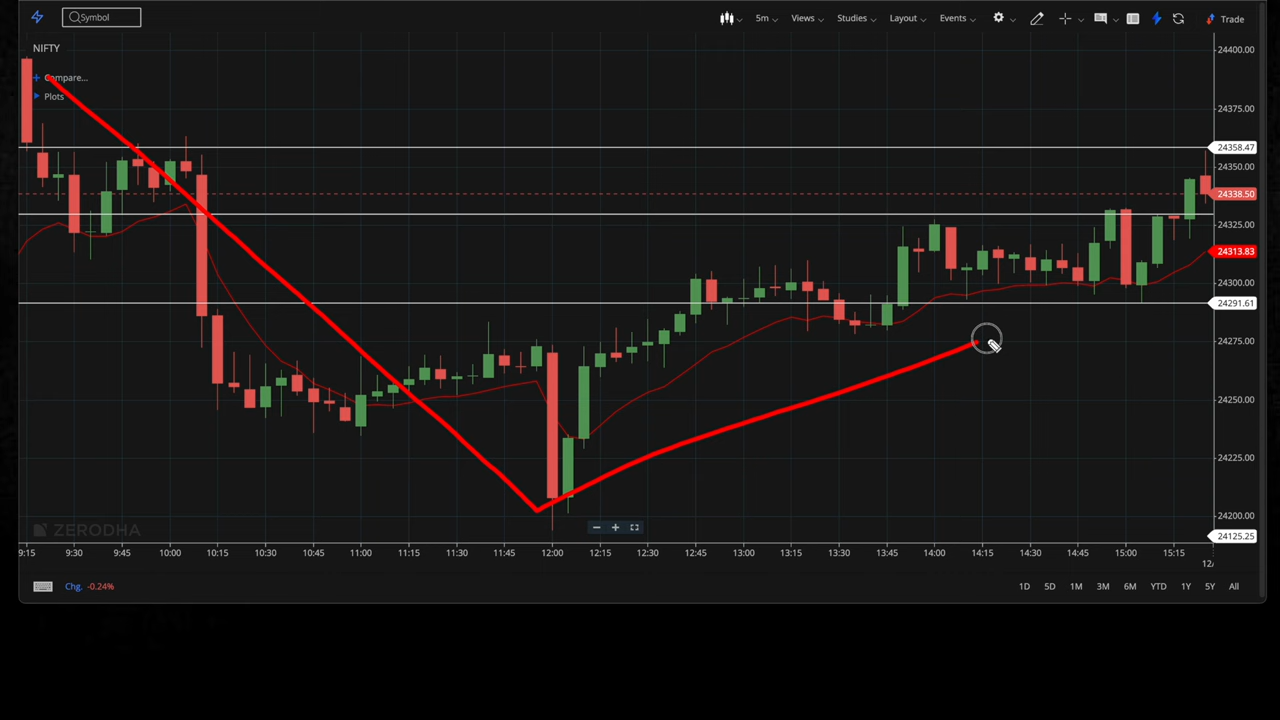 Symbol 5m Views Studies Layout Events Trade
NIFTY
Compare...
Plots
24400.00
24375.00
24358.47
24350.00
24338.50
24325.00
24313.83
24300.00
24291.61
24275.00
24250.00
24225.00
24200.00
24125.25
ZERODHA
9:15 9:30 9:45 10:00 10:15 10:30 10:45 11:00 11:15 11:30 11:45 12:00 12:15 12:30 12:45 13:00 13:15 13:30 13:45 14:00 14:15 14:30 14:45 15:00 15:15
12/
Chg. -0.24% 1D 5D 1M 3M 6M YTD 1Y 5Y All